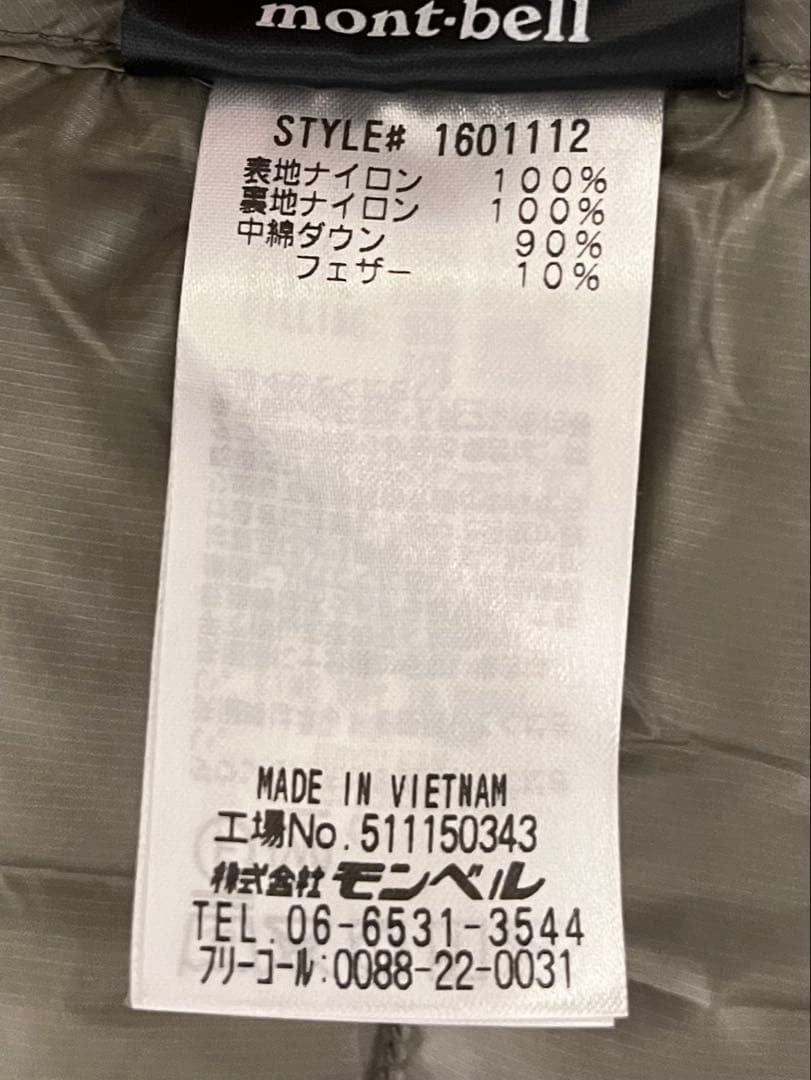 mont-bell
STYLE# 1601112
表地ナイロン 100%
裏地ナイロン 100%
中綿ダウン 90%
フェザー 10%
MADE IN VIETNAM
工場No.511150343
株式会社モンベル
TEL.06-6531-3544
フリーコール:0088-22-0031